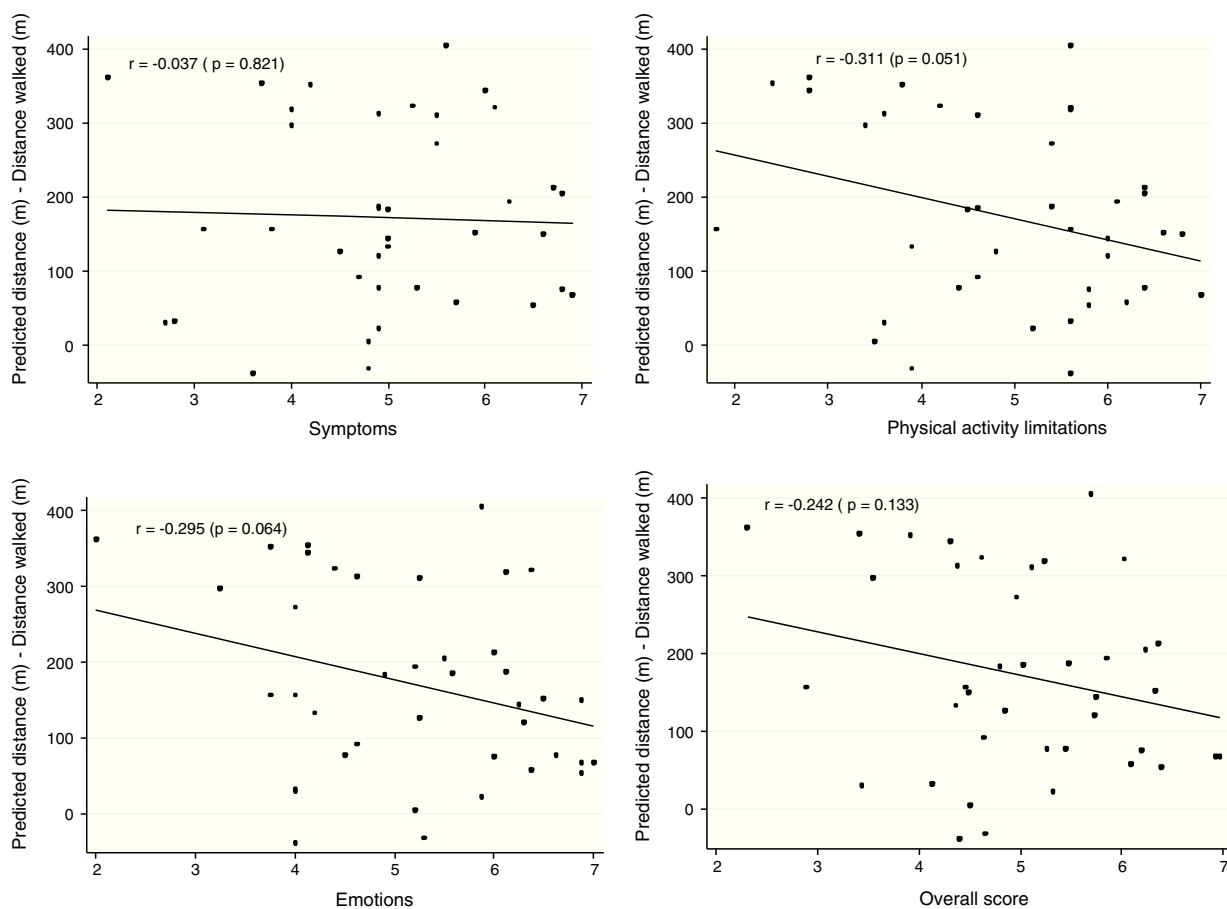 Predicted distance (m) - Distance walked (m)
400
300
200
100
0
r = -0.037 ( p = 0.821)
2 3 4 5 6 7
Symptoms
Predicted distance (m) - Distance walked (m)
400
300
200
100
0
r = -0.311 (p = 0.051)
2 3 4 5 6 7
Physical activity limitations
Predicted distance (m) - Distance walked (m)
400
300
200
100
0
r = -0.295 (p = 0.064)
2 3 4 5 6 7
Emotions
Predicted distance (m) - Distance walked (m)
400
300
200
100
0
r = -0.242 ( p = 0.133)
2 3 4 5 6 7
Overall score